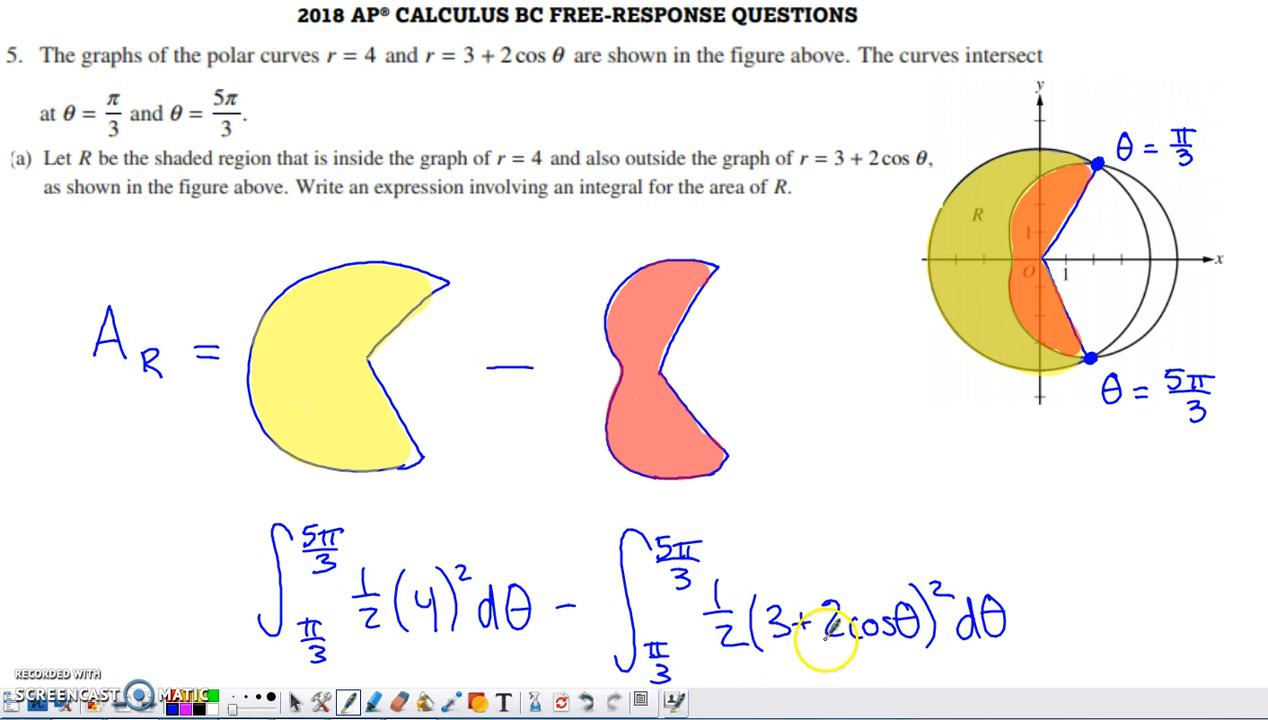 2018 AP® CALCULUS BC FREE-RESPONSE QUESTIONS
5. The graphs of the polar curves r = 4 and r = 3 + 2 cos θ are shown in the figure above. The curves intersect
at θ = π/3 and θ = 5π/3.
(a) Let R be the shaded region that is inside the graph of r = 4 and also outside the graph of r = 3 + 2 cos θ,
as shown in the figure above. Write an expression involving an integral for the area of R.
y
θ = π/3
R
1
O
1
x
θ = 5π/3
A_R = −
∫_{π/3}^{5π/3} 1/2 (4)² dθ − ∫_{π/3}^{5π/3} 1/2 (3+2cosθ)² dθ
RECORDED WITH
SCREENCAST MATIC
T